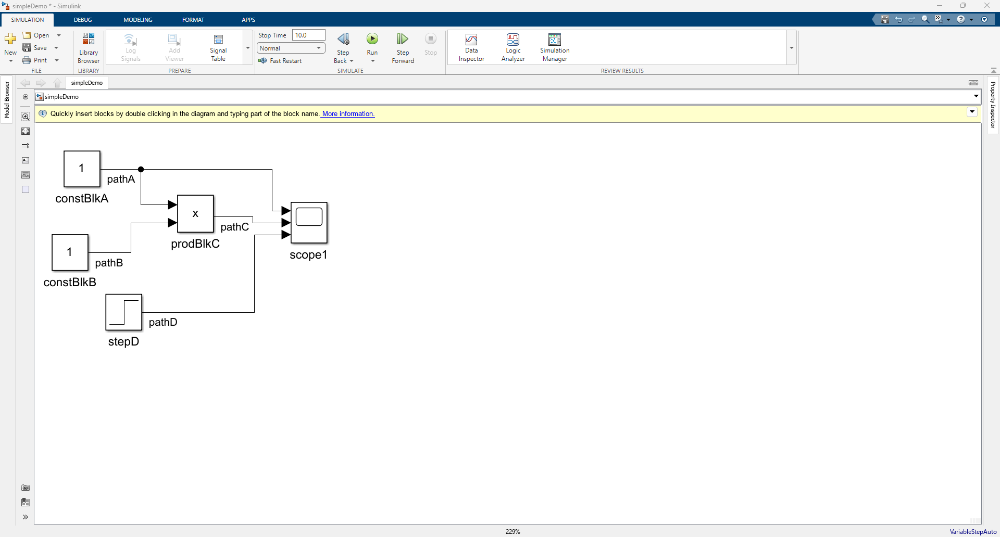 simpleDemo * - Simulink
SIMULATION DEBUG MODELING FORMAT APPS
New
Open
Save
Print
FILE
Library
Browser
LIBRARY
Log
Signals
Add
Viewer
Signal
Table
PREPARE
Stop Time 10.0
Normal
Fast Restart
Step
Back
Run
Step
Forward
Stop
SIMULATE
Data
Inspector
Logic
Analyzer
Simulation
Manager
REVIEW RESULTS
Model Browser
simpleDemo
simpleDemo
Property Inspector
Quickly insert blocks by double clicking in the diagram and typing part of the block name. More information.
1
pathA
constBlkA
x
pathC
prodBlkC
scope1
1
pathB
constBlkB
pathD
stepD
229%
VariableStepAuto